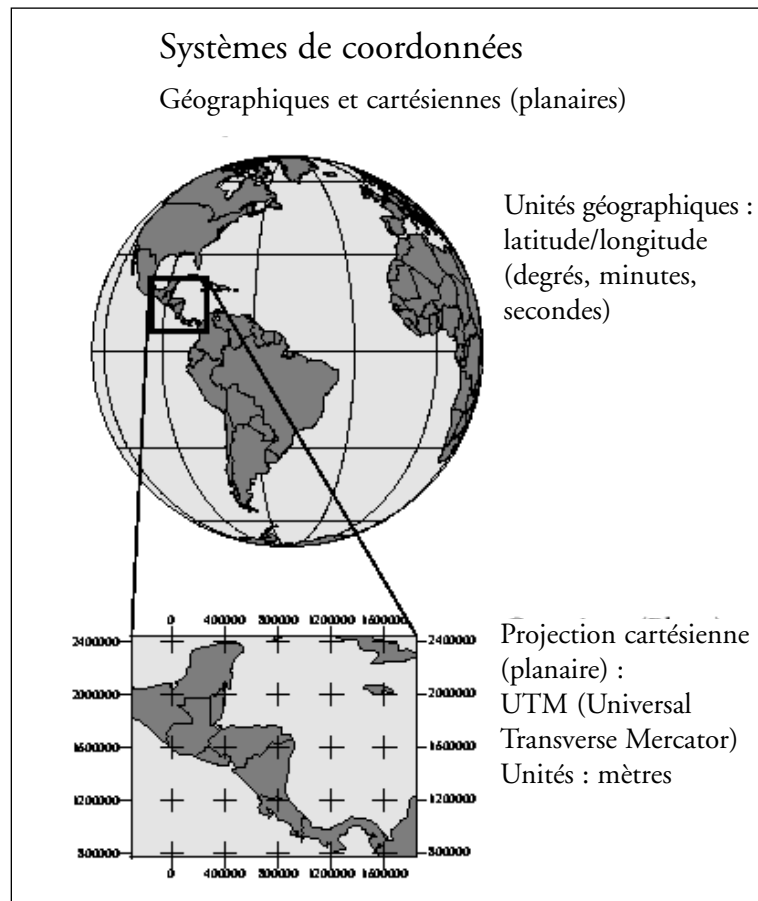 Systèmes de coordonnées
Géographiques et cartésiennes (planaires)
Unités géographiques :
latitude/longitude
(degrés, minutes,
secondes)
0 400000 800000 1200000 1600000
2400000 2400000
2000000 2000000
1600000 1600000
1200000 1200000
800000 800000
0 400000 800000 1200000 1600000
Projection cartésienne
(planaire) :
UTM (Universal
Transverse Mercator)
Unités : mètres